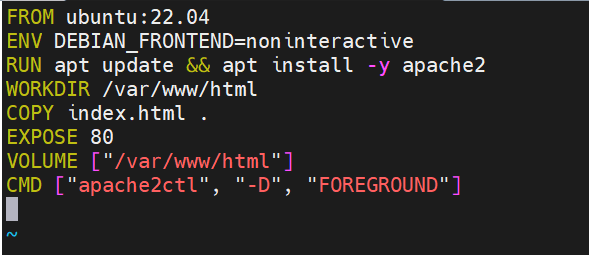 FROM ubuntu:22.04
ENV DEBIAN_FRONTEND=noninteractive
RUN apt update && apt install -y apache2
WORKDIR /var/www/html
COPY index.html .
EXPOSE 80
VOLUME ["/var/www/html"]
CMD ["apache2ctl", "-D", "FOREGROUND"]
~